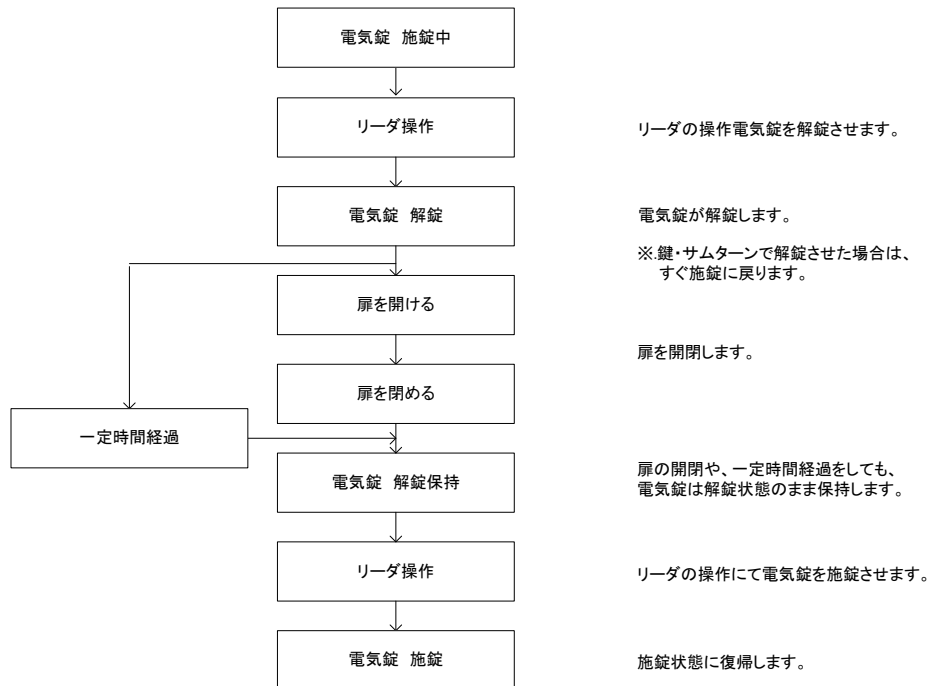 電気錠 施錠中
リーダ操作
リーダの操作電気錠を解錠させます。
電気錠 解錠
電気錠が解錠します。
※.鍵・サムターンで解錠させた場合は、
すぐ施錠に戻ります。
扉を開ける
扉を開閉します。
扉を閉める
一定時間経過
電気錠 解錠保持
扉の開閉や、一定時間経過をしても、
電気錠は解錠状態のまま保持します。
リーダ操作
リーダの操作にて電気錠を施錠させます。
電気錠 施錠
施錠状態に復帰します。